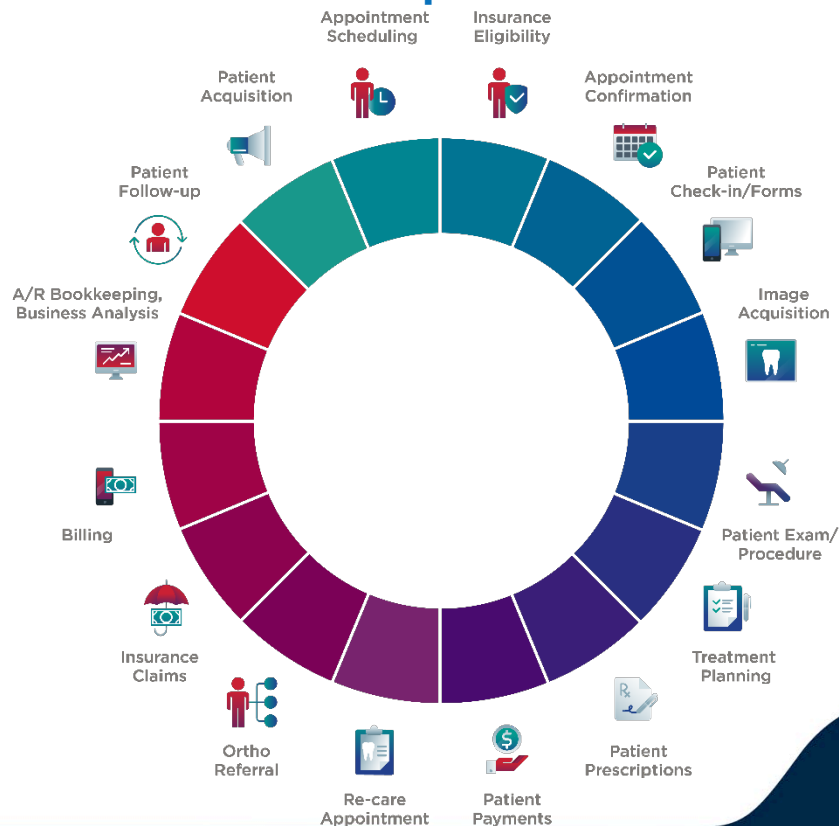 Appointment
Scheduling
Insurance
Eligibility
Appointment
Confirmation
Patient
Check-in/Forms
Image
Acquisition
Patient Exam/
Procedure
Treatment
Planning
Rx
Patient
Prescriptions
$
Patient
Payments
Re-care
Appointment
Ortho
Referral
Insurance
Claims
Billing
A/R Bookkeeping,
Business Analysis
Patient
Follow-up
Patient
Acquisition